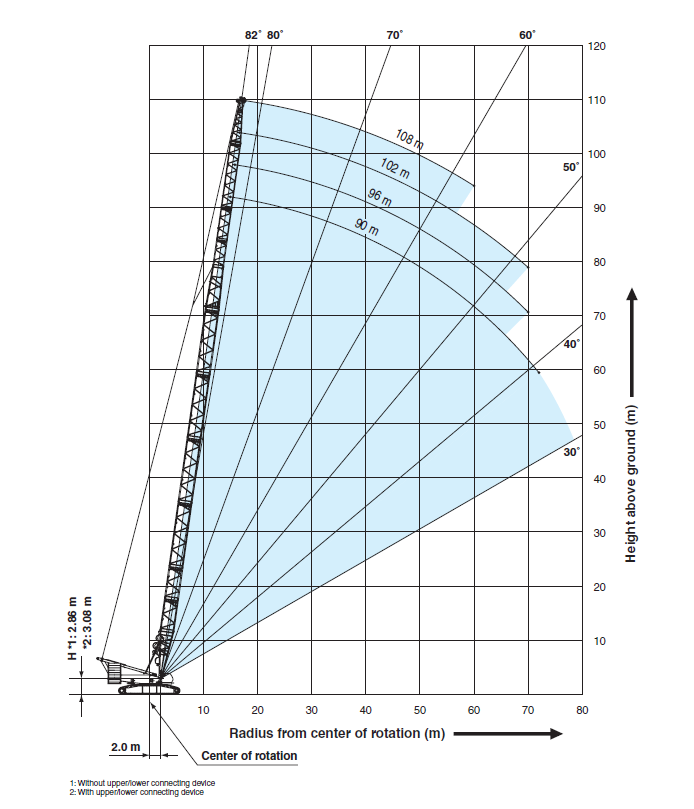 82° 80° 70° 60°
120
110
108 m
100
102 m
50°
96 m
90
90 m
80
70
40°
60
50
30°
40
30
20
10
Height above ground (m)
H *1: 2.86 m
*2: 3.08 m
10 20 30 40 50 60 70 80
Radius from center of rotation (m)
2.0 m
Center of rotation
1: Without upper/lower connecting device
2: With upper/lower connecting device